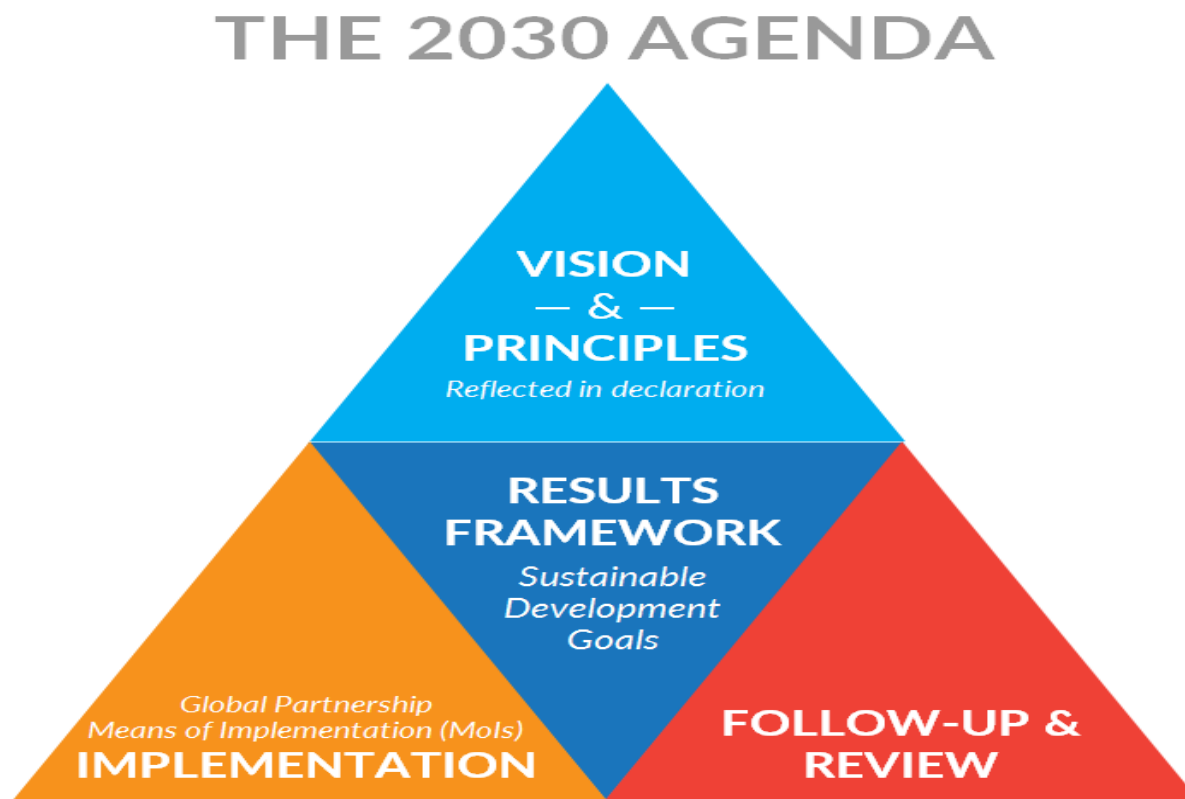 THE 2030 AGENDA
VISION
— & —
PRINCIPLES
Reflected in declaration
RESULTS
FRAMEWORK
Sustainable
Development
Goals
Global Partnership
Means of Implementation (MoIs)
IMPLEMENTATION
FOLLOW-UP &
REVIEW